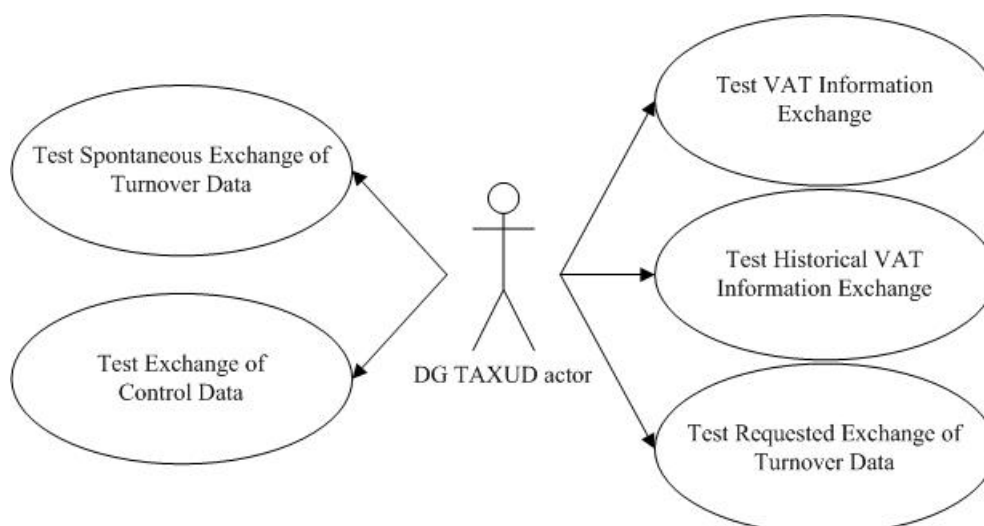 Test Spontaneous Exchange of
Turnover Data
Test Exchange of
Control Data
DG TAXUD actor
Test VAT Information
Exchange
Test Historical VAT
Information Exchange
Test Requested Exchange of
Turnover Data